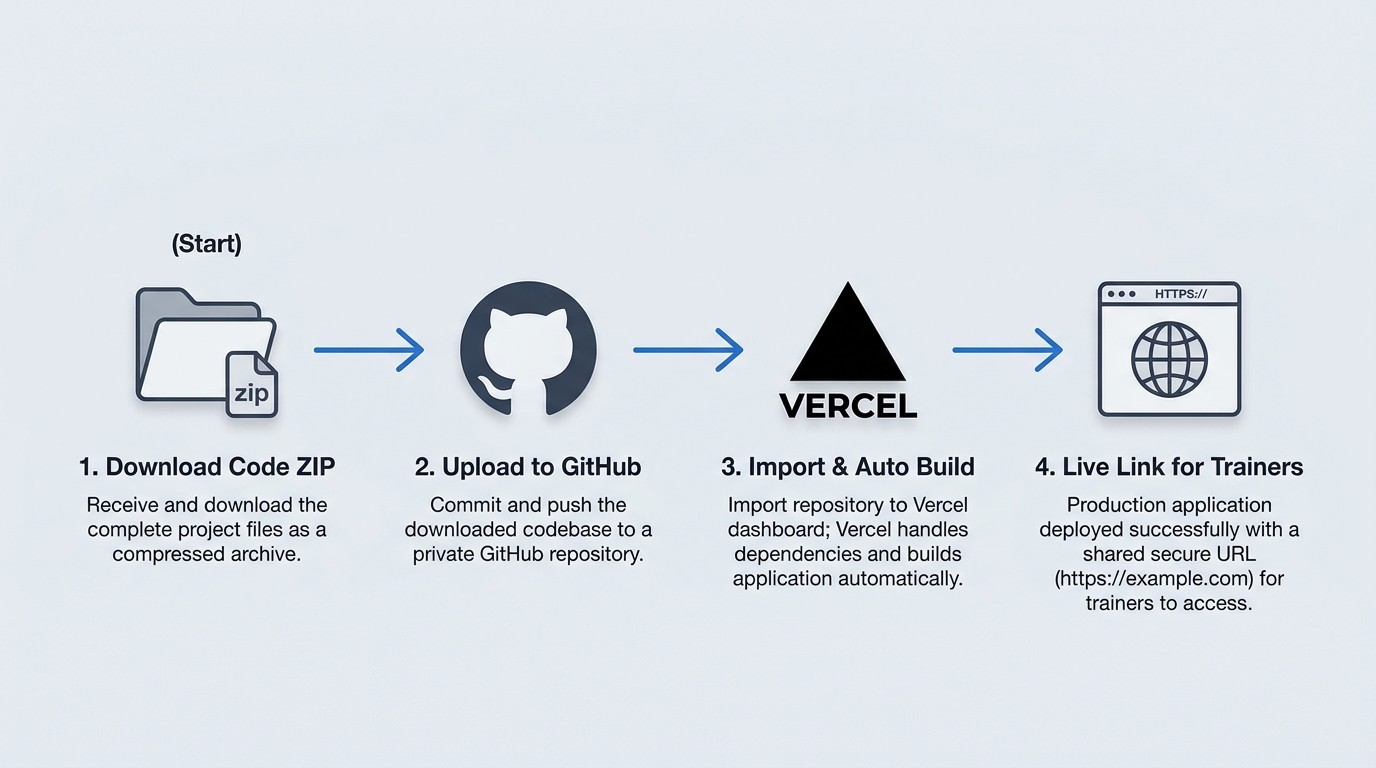 (Start)
zip
VERCEL
HTTPS://
1. Download Code ZIP
Receive and download the
complete project files as a
compressed archive.
2. Upload to GitHub
Commit and push the
downloaded codebase to a
private GitHub repository.
3. Import & Auto Build
Import repository to Vercel
dashboard; Vercel handles
dependencies and builds
application automatically.
4. Live Link for Trainers
Production application
deployed successfully with a
shared secure URL
(https://example.com) for
trainers to access.